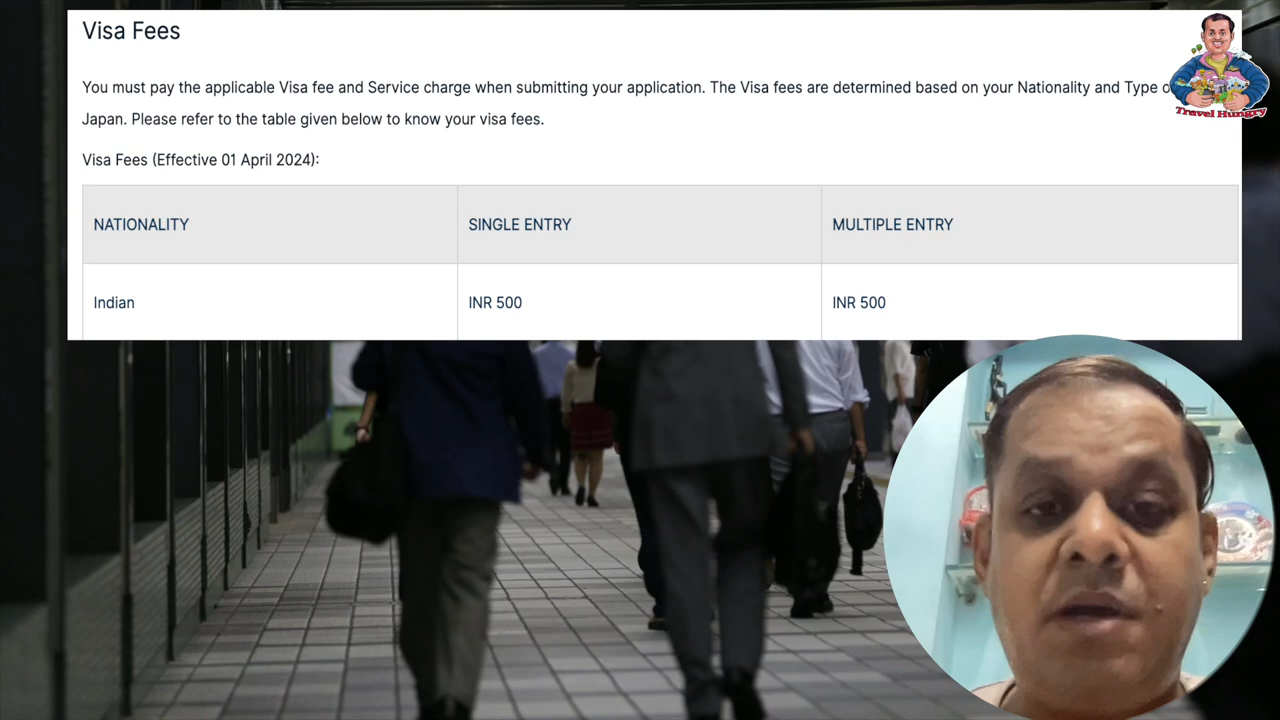 Visa Fees
You must pay the applicable Visa fee and Service charge when submitting your application. The Visa fees are determined based on your Nationality and Type
Japan. Please refer to the table given below to know your visa fees.
Visa Fees (Effective 01 April 2024):
NATIONALITY SINGLE ENTRY MULTIPLE ENTRY
Indian INR 500 INR 500
Travel Hungry